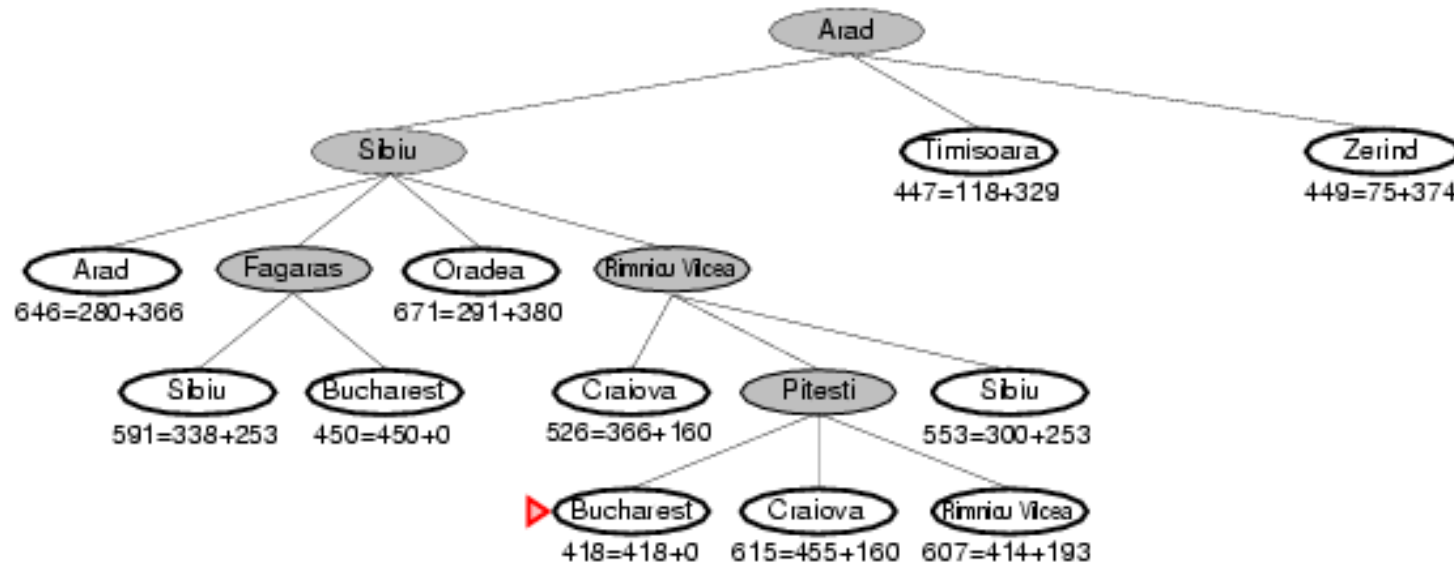 Arad
Sibiu
Timisoara
Zerind
447=118+329
449=75+374
Arad
Fagaras
Oradea
Rimnicu Vilcea
646=280+366
671=291+380
Sibiu
Bucharest
Craiova
Pitesti
Sibiu
591=338+253
450=450+0
526=366+160
553=300+253
Bucharest
Craiova
Rimnicu Vilcea
418=418+0
615=455+160
607=414+193